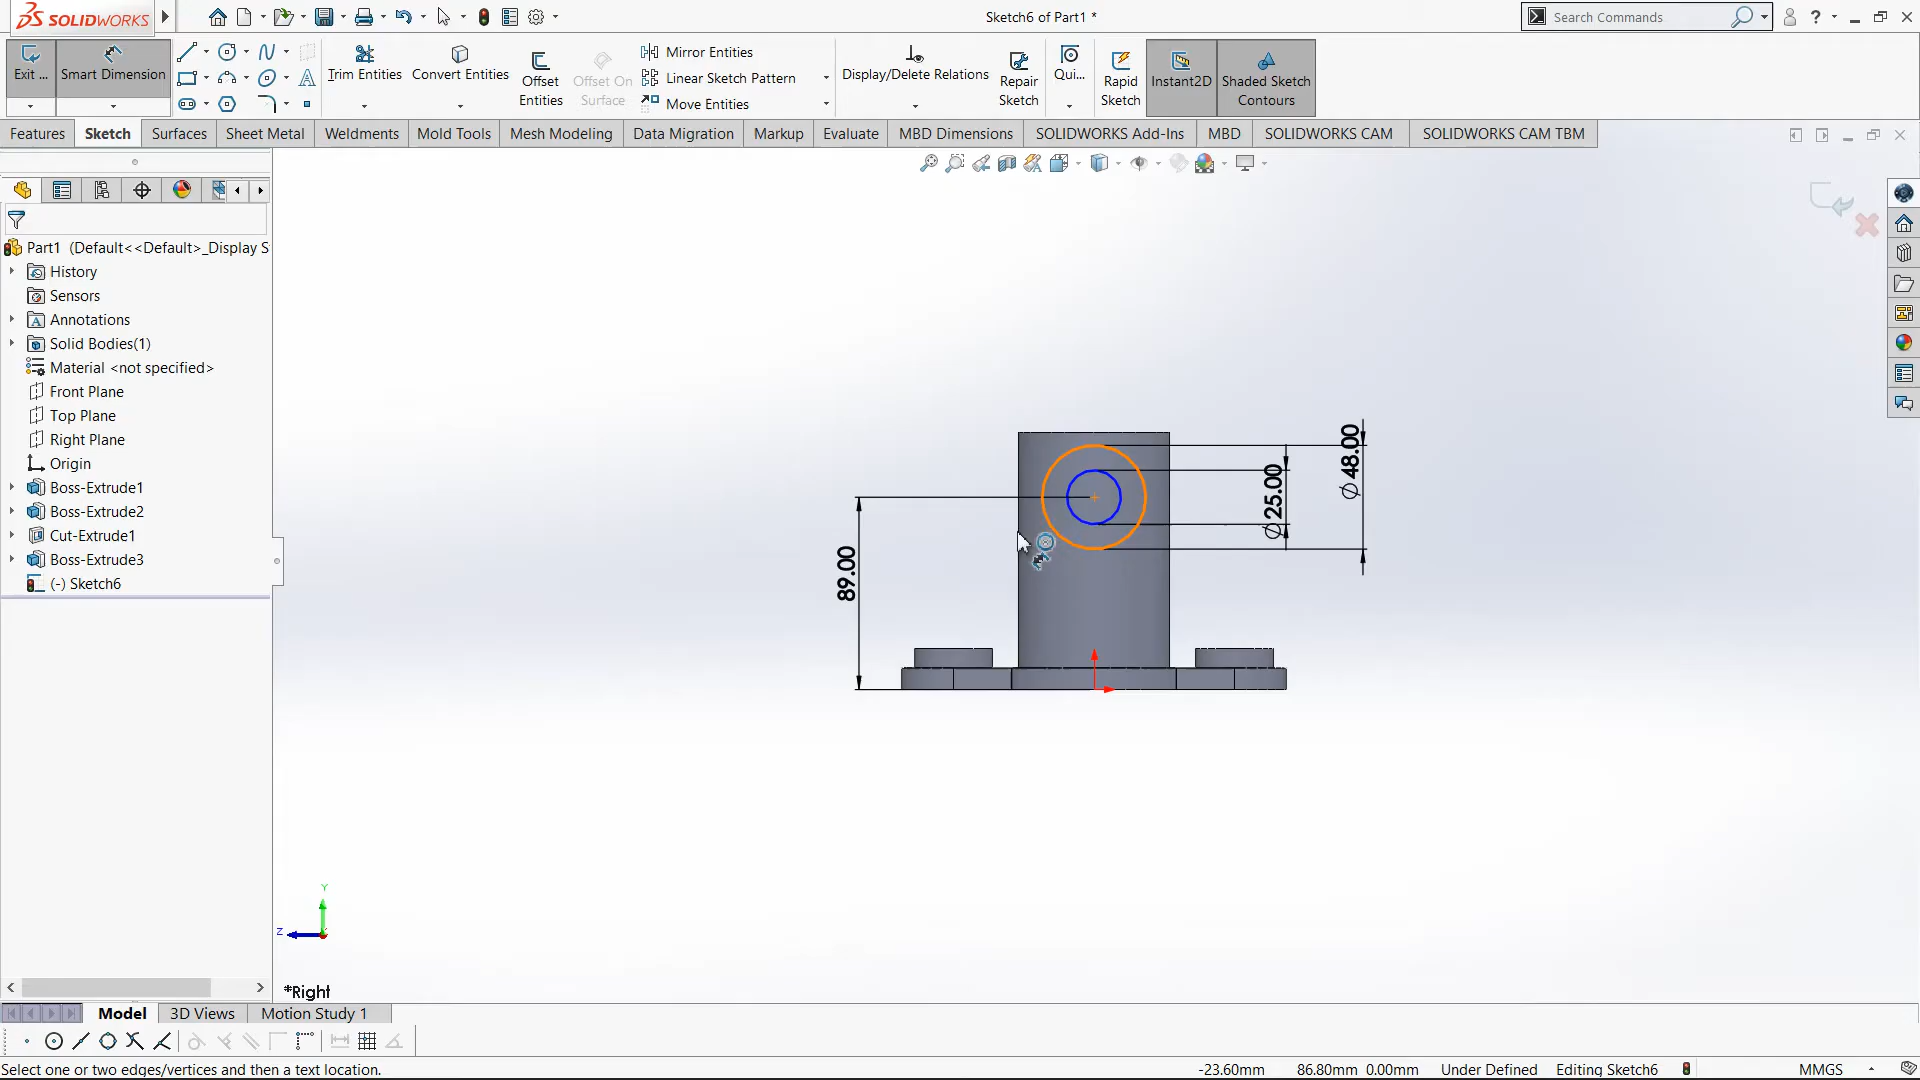 SOLIDWORKS
Sketch6 of Part1 *
Search Commands
Exit ...
Smart Dimension
Trim Entities
Convert Entities
Offset
Entities
Offset On
Surface
Mirror Entities
Linear Sketch Pattern
Move Entities
Display/Delete Relations
Repair
Sketch
Qui...
Rapid
Sketch
Instant2D
Shaded Sketch
Contours
Features
Sketch
Surfaces
Sheet Metal
Weldments
Mold Tools
Mesh Modeling
Data Migration
Markup
Evaluate
MBD Dimensions
SOLIDWORKS Add-Ins
MBD
SOLIDWORKS CAM
SOLIDWORKS CAM TBM
Part1 (Default<<Default>_Display S
History
Sensors
Annotations
Solid Bodies(1)
Material <not specified>
Front Plane
Top Plane
Right Plane
Origin
Boss-Extrude1
Boss-Extrude2
Cut-Extrude1
Boss-Extrude3
(-) Sketch6
89.00
∅25.00
∅48.00
Y
Z
*Right
Model
3D Views
Motion Study 1
Select one or two edges/vertices and then a text location.
-23.60mm
86.80mm 0.00mm
Under Defined
Editing Sketch6
MMGS